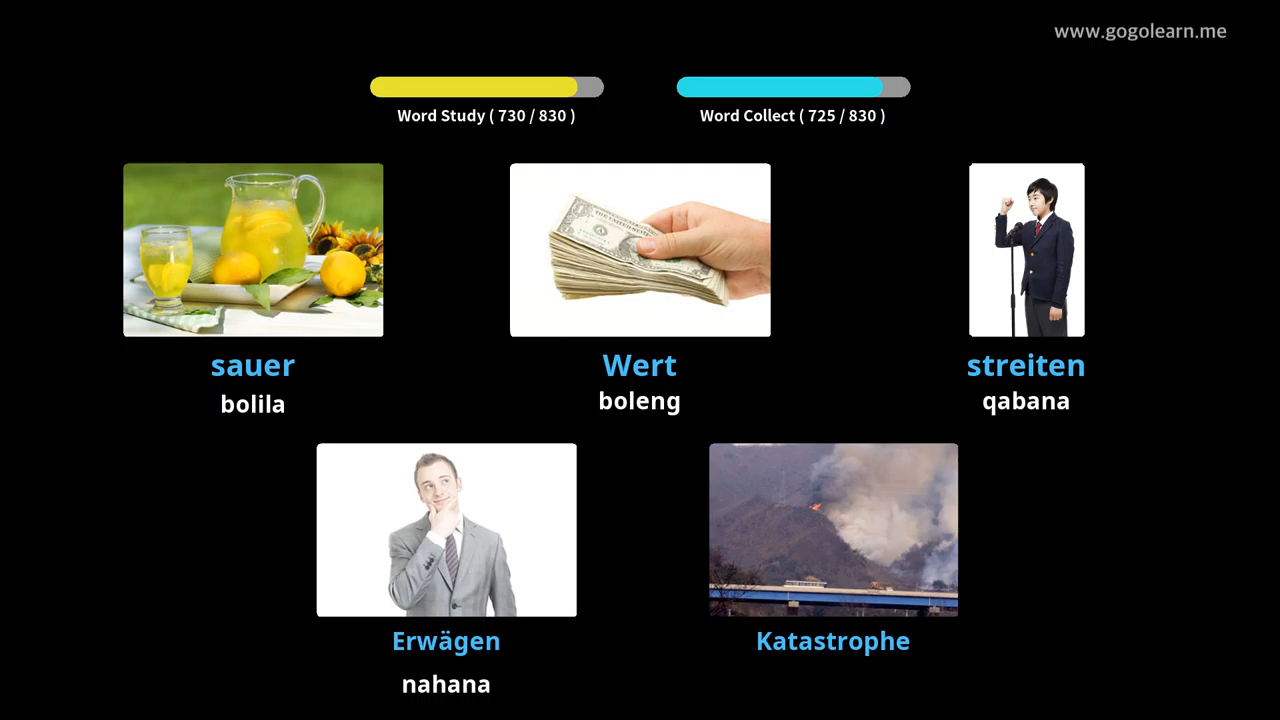 www.gogolearn.me
Word Study ( 730 / 830 )
Word Collect ( 725 / 830 )
sauer
bolila
Wert
boleng
streiten
qabana
Erwägen
nahana
Katastrophe